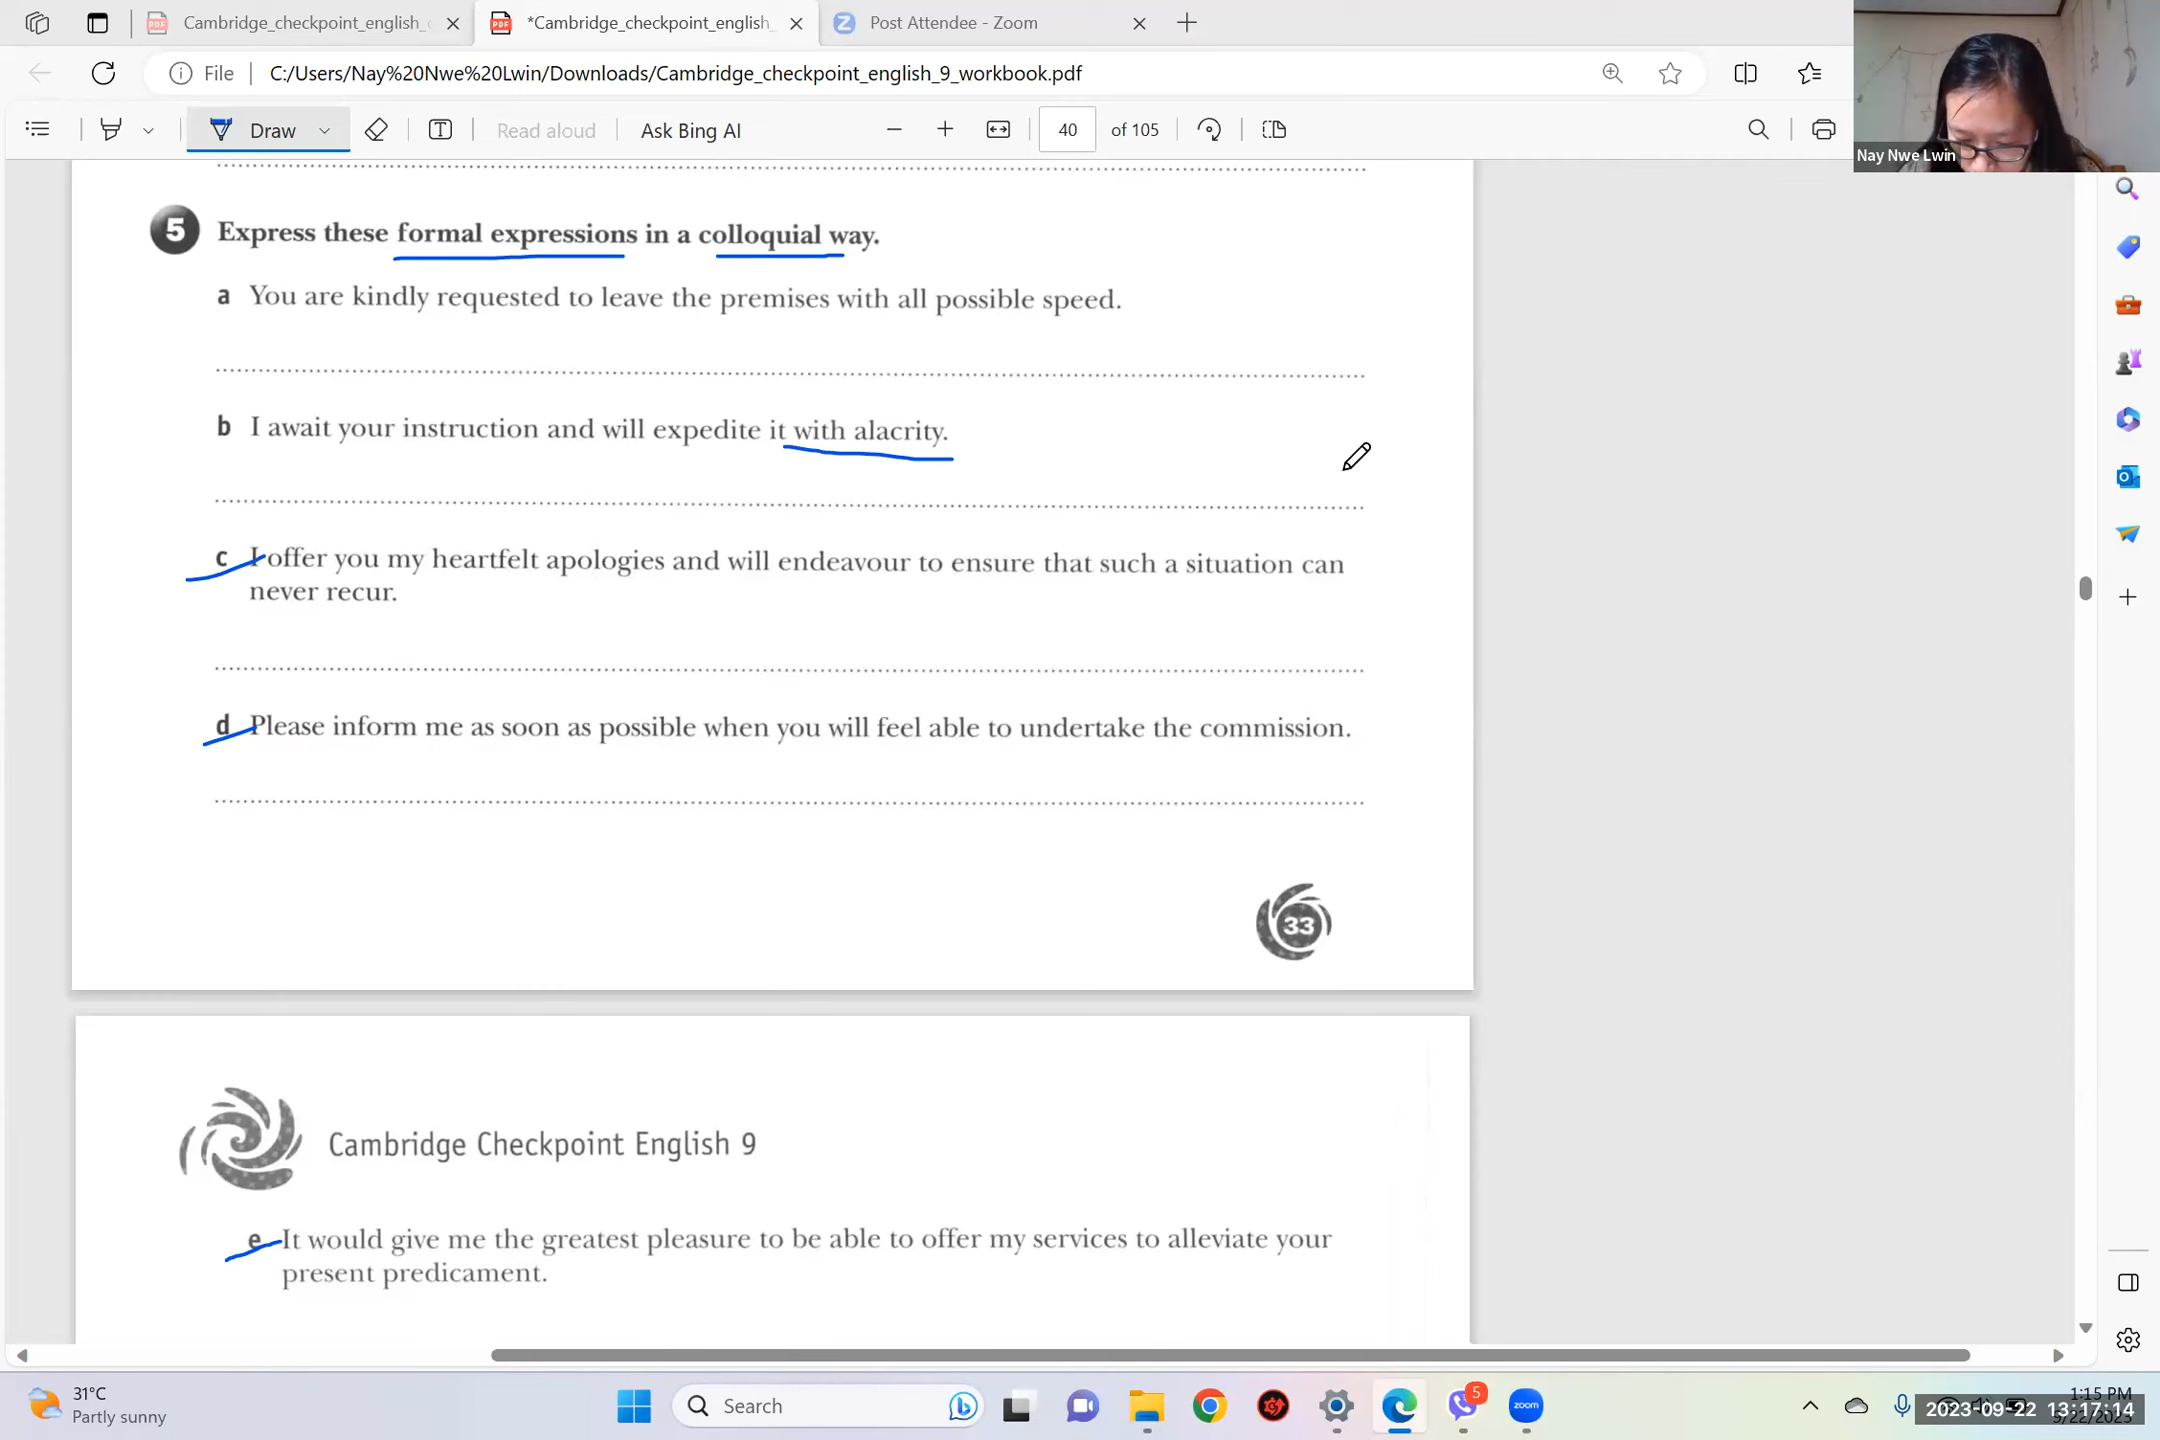 Cambridge_checkpoint_english_
*Cambridge_checkpoint_english_
Post Attendee - Zoom
File
C:/Users/Nay%20Nwe%20Lwin/Downloads/Cambridge_checkpoint_english_9_workbook.pdf
Draw
Read aloud
Ask Bing AI
40
of 105
Nay Nwe Lwin
5 Express these formal expressions in a colloquial way.
a You are kindly requested to leave the premises with all possible speed.
b I await your instruction and will expedite it with alacrity.
c I offer you my heartfelt apologies and will endeavour to ensure that such a situation can
never recur.
d Please inform me as soon as possible when you will feel able to undertake the commission.
33
Cambridge Checkpoint English 9
e It would give me the greatest pleasure to be able to offer my services to alleviate your
present predicament.
31°C
Partly sunny
Search
5
zoom
1:15 PM
2023-09-22 13:17:14